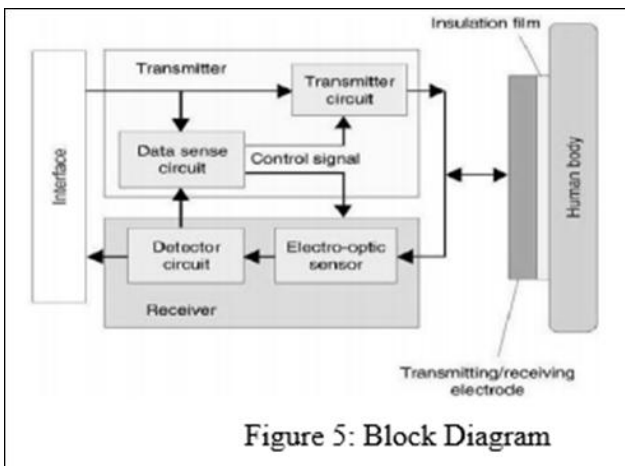 Insulation film
Transmitter
Transmitter
circuit
Data sense
circuit
Control signal
Interface
Human body
Detector
circuit
Electro-optic
sensor
Receiver
Transmitting/receiving
electrode
Figure 5: Block Diagram